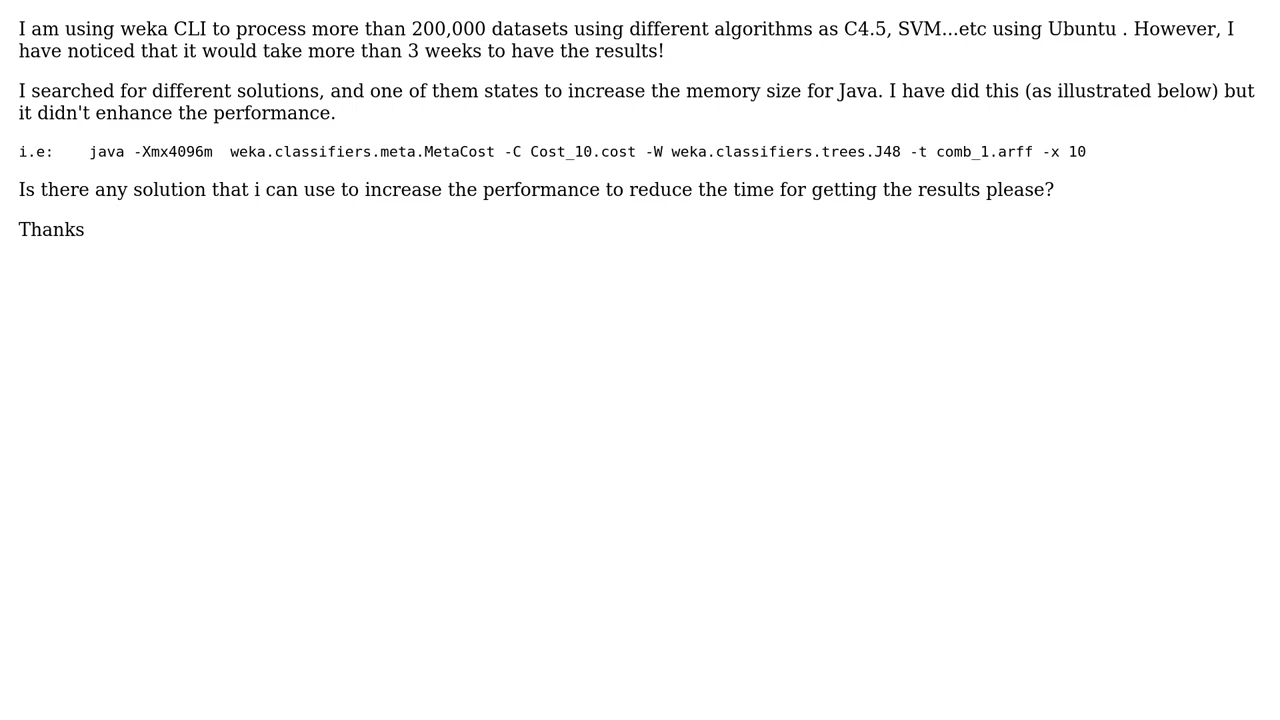 I am using weka CLI to process more than 200,000 datasets using different algorithms as C4.5, SVM...etc using Ubuntu . However, I
have noticed that it would take more than 3 weeks to have the results!
I searched for different solutions, and one of them states to increase the memory size for Java. I have did this (as illustrated below) but
it didn't enhance the performance.
i.e:    java -Xmx4096m  weka.classifiers.meta.MetaCost -C Cost_10.cost -W weka.classifiers.trees.J48 -t comb_1.arff -x 10
Is there any solution that i can use to increase the performance to reduce the time for getting the results please?
Thanks